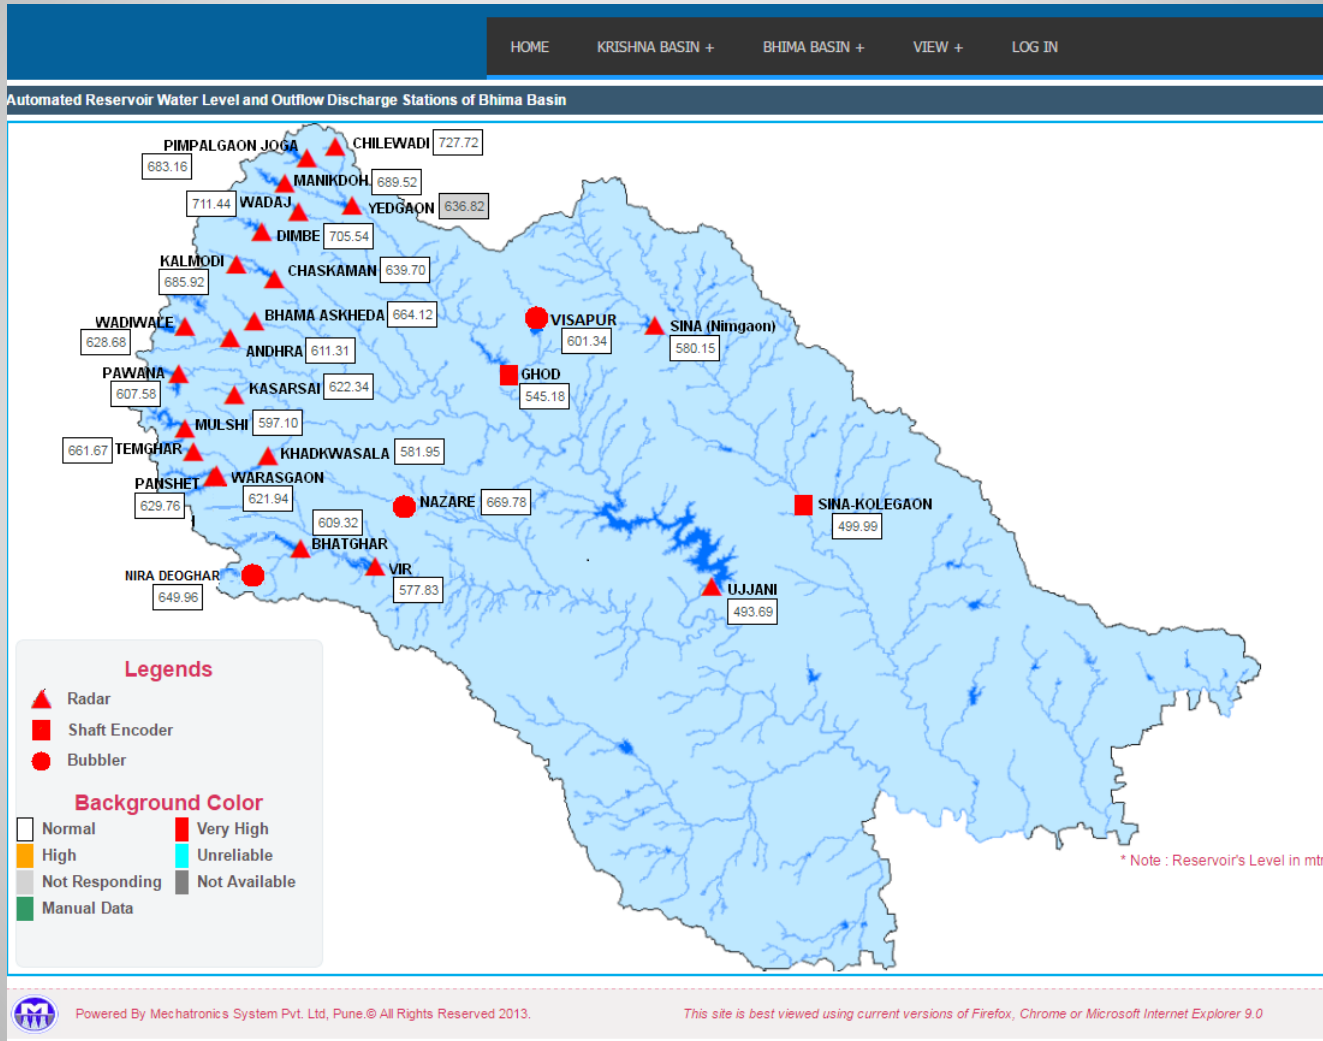 HOME KRISHNA BASIN + BHIMA BASIN + VIEW + LOG IN
Automated Reservoir Water Level and Outflow Discharge Stations of Bhima Basin
PIMPALGAON JOGA
683.16
CHILEWADI 727.72
MANIKDOH. 689.52
711.44 WADAJ
YEDGAON 636.82
DIMBE 705.54
KALMODI
685.92
CHASKAMAN 639.70
BHAMA ASKHEDA 664.12
WADIWALE
628.68
ANDHRA 611.31
VISAPUR
601.34
SINA (Nimgaon)
580.15
PAWANA
607.58
KASARSAI 622.34
GHOD
545.18
MULSHI 597.10
661.67 TEMGHAR
KHADKWASALA 581.95
PANSHET
629.76
WARASGAON
621.94
NAZARE 669.78
SINA-KOLEGAON
499.99
609.32
BHATGHAR
VIR
577.83
NIRA DEOGHAR
649.96
UJJANI
493.69
Legends
Radar
Shaft Encoder
Bubbler
Background Color
Normal Very High
High Unreliable
Not Responding Not Available
Manual Data
* Note : Reservoir's Level in mtr
M
Powered By Mechatronics System Pvt. Ltd, Pune.© All Rights Reserved 2013.
This site is best viewed using current versions of Firefox, Chrome or Microsoft Internet Explorer 9.0